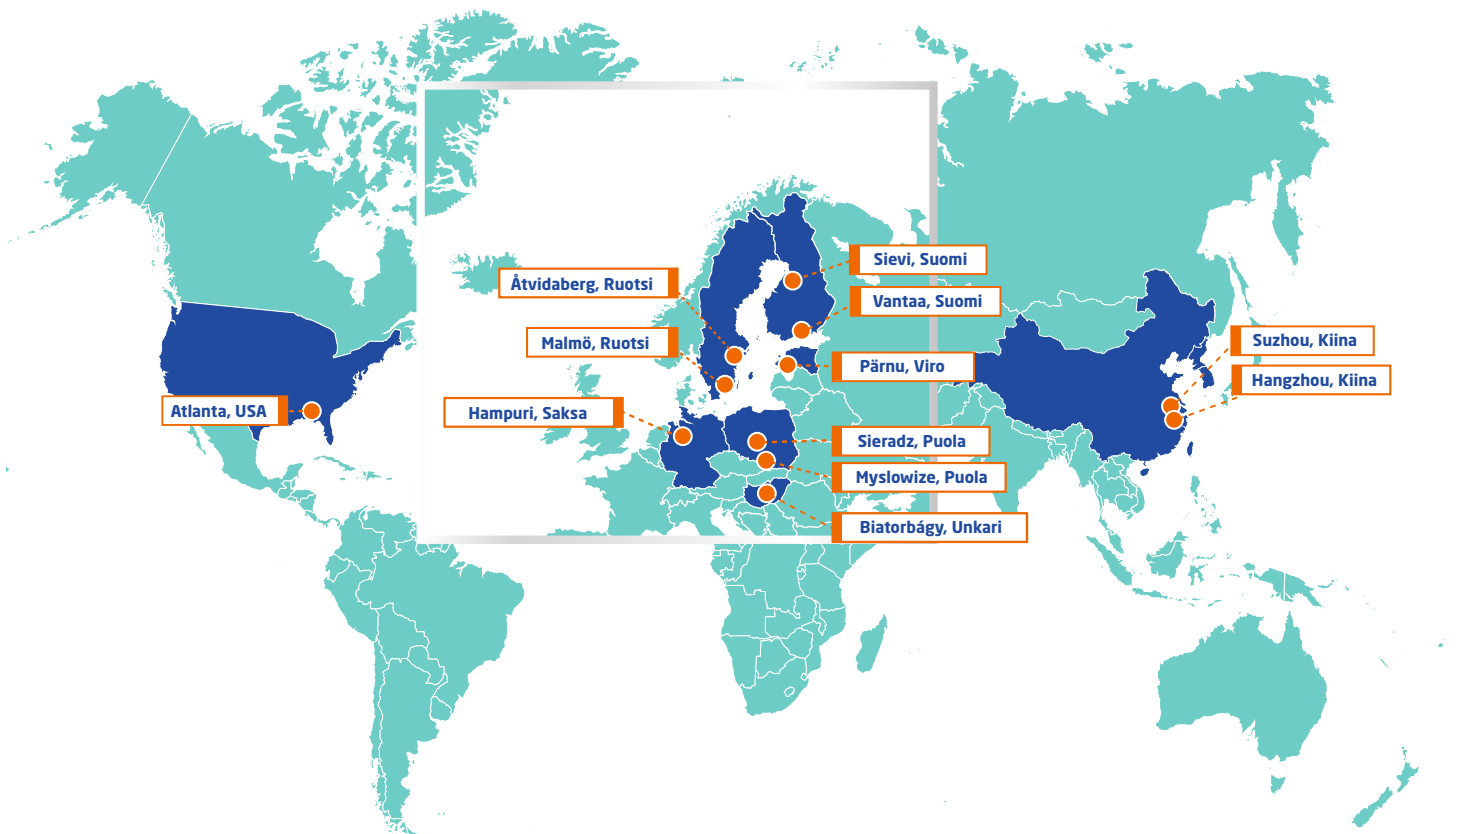 Sievi, Suomi
Åtvidaberg, Ruotsi
Vantaa, Suomi
Malmö, Ruotsi
Suzhou, Kiina
Pärnu, Viro
Hangzhou, Kiina
Atlanta, USA
Hampuri, Saksa
Sieradz, Puola
Myslowize, Puola
Biatorbágy, Unkari